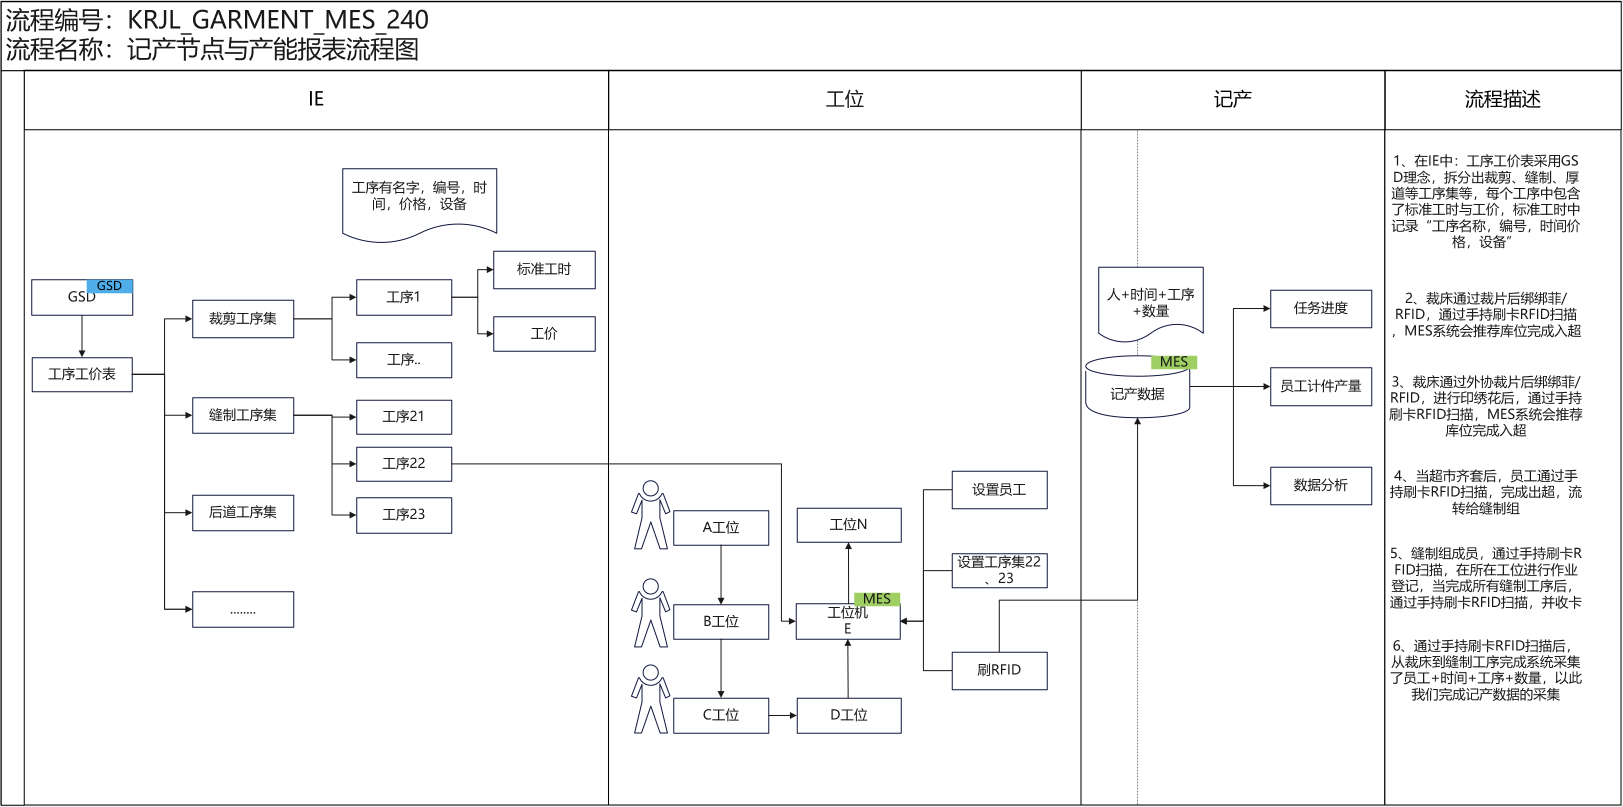 流程编号：KRJL_GARMENT_MES_240
流程名称：记产节点与产能报表流程图
IE
工位
记产
流程描述
工序有名字，编号，时
间，价格，设备
GSD
GSD
工序工价表
裁剪工序集
缝制工序集
后道工序集
........
工序1
工序..
工序21
工序22
工序23
标准工时
工价
A工位
B工位
C工位
D工位
工位N
MES
工位机
E
设置员工
设置工序集22
、23
刷RFID
人+时间+工序
+数量
MES
记产数据
任务进度
员工计件产量
数据分析
1、在IE中：工序工价表采用GS
D理念，拆分出裁剪、缝制、厚
道等工序集等，每个工序中包含
了标准工时与工价，标准工时中
记录“工序名称，编号，时间价
格，设备”
2、裁床通过裁片后绑绑菲/
RFID，通过手持刷卡RFID扫描
，MES系统会推荐库位完成入超
3、裁床通过外协裁片后绑绑菲/
RFID，进行印绣花后，通过手持
刷卡RFID扫描，MES系统会推荐
库位完成入超
4、当超市齐套后，员工通过手
持刷卡RFID扫描，完成出超，流
转给缝制组
5、缝制组成员，通过手持刷卡R
FID扫描，在所在工位进行作业
登记，当完成所有缝制工序后，
通过手持刷卡RFID扫描，并收卡
6、通过手持刷卡RFID扫描后，
从裁床到缝制工序完成系统采集
了员工+时间+工序+数量，以此
我们完成记产数据的采集